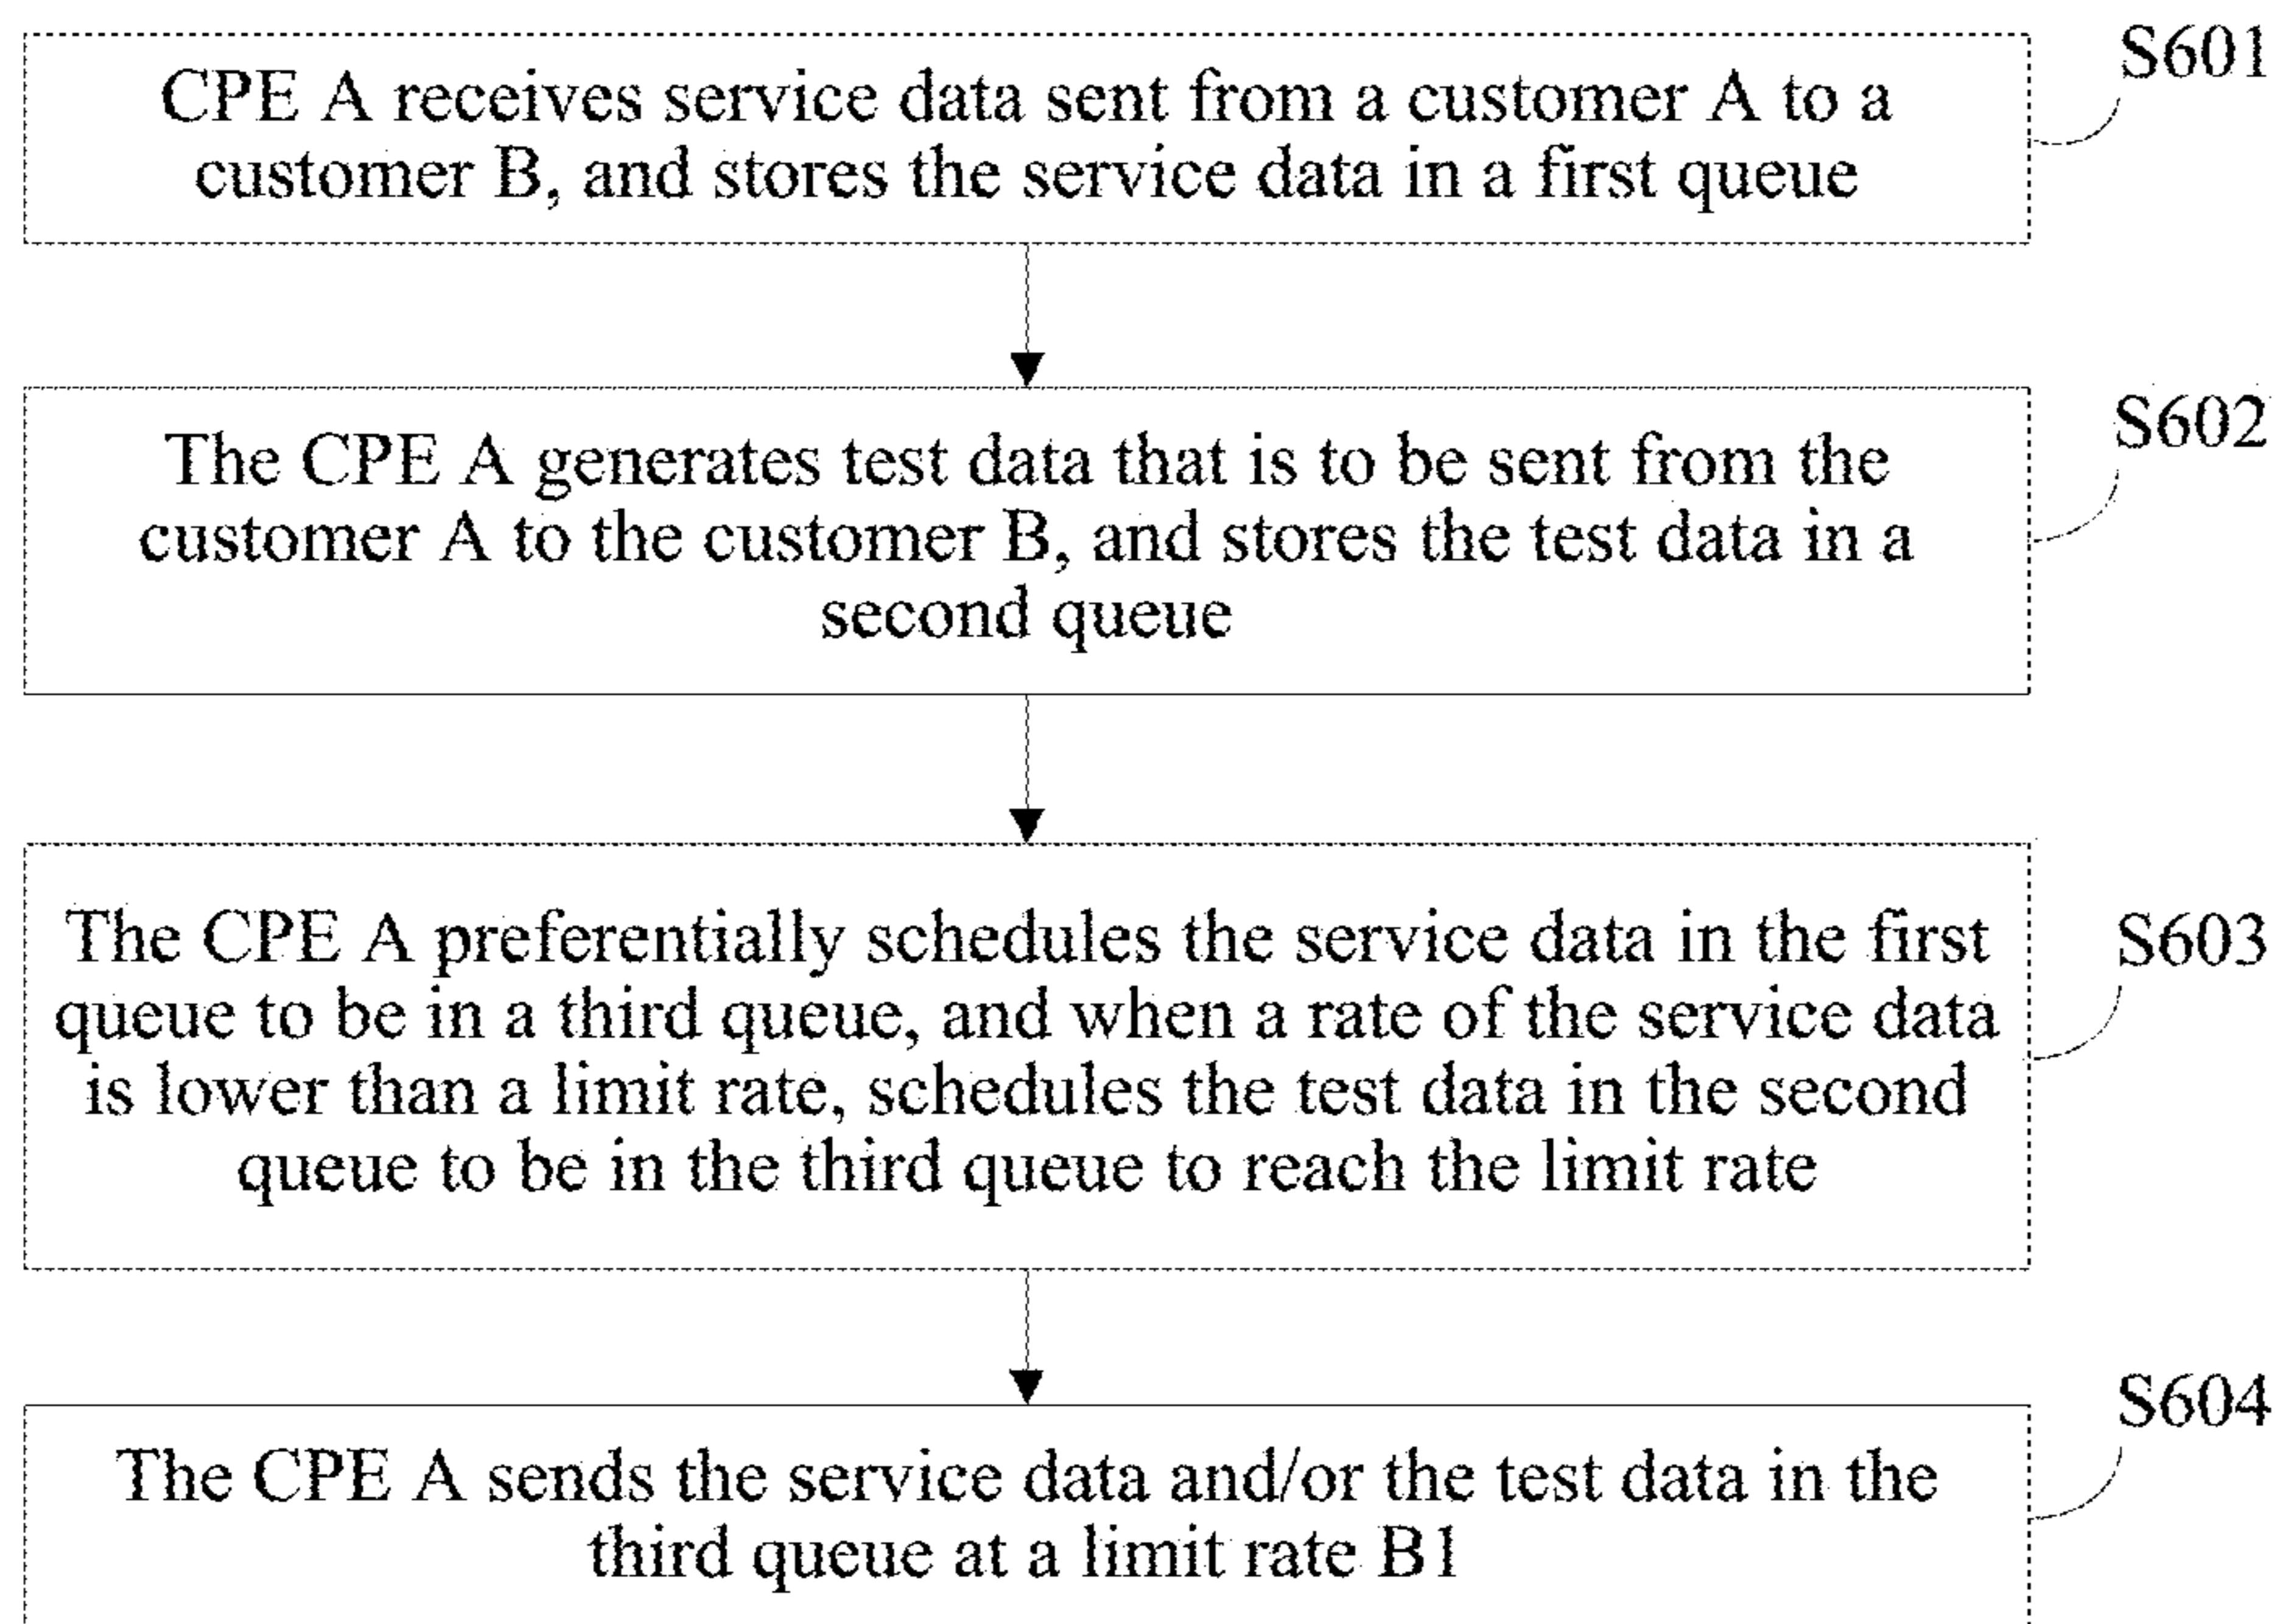 S601
CPE A receives service data sent from a customer A to a
customer B, and stores the service data in a first queue
S602
The CPE A generates test data that is to be sent from the
customer A to the customer B, and stores the test data in a
second queue
S603
The CPE A preferentially schedules the service data in the first
queue to be in a third queue, and when a rate of the service data
is lower than a limit rate, schedules the test data in the second
queue to be in the third queue to reach the limit rate
S604
The CPE A sends the service data and/or the test data in the
third queue at a limit rate B1